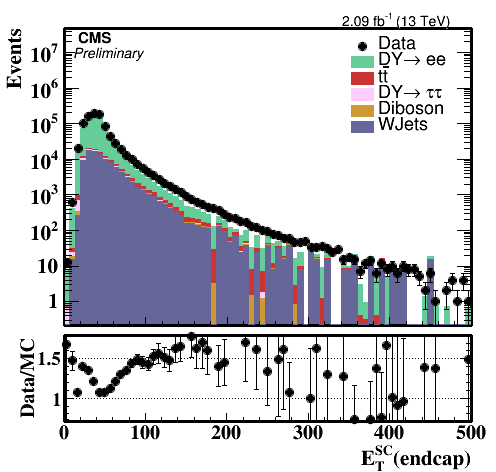 2.09 fb⁻¹ (13 TeV)
CMS
Preliminary
Events
10⁷
10⁶
10⁵
10⁴
10³
10²
10
1
Data
DY→ ee
tt̄
DY→ ττ
Diboson
WJets
Data/MC
1.5
1
0 100 200 300 400 500
E_T^SC(endcap)